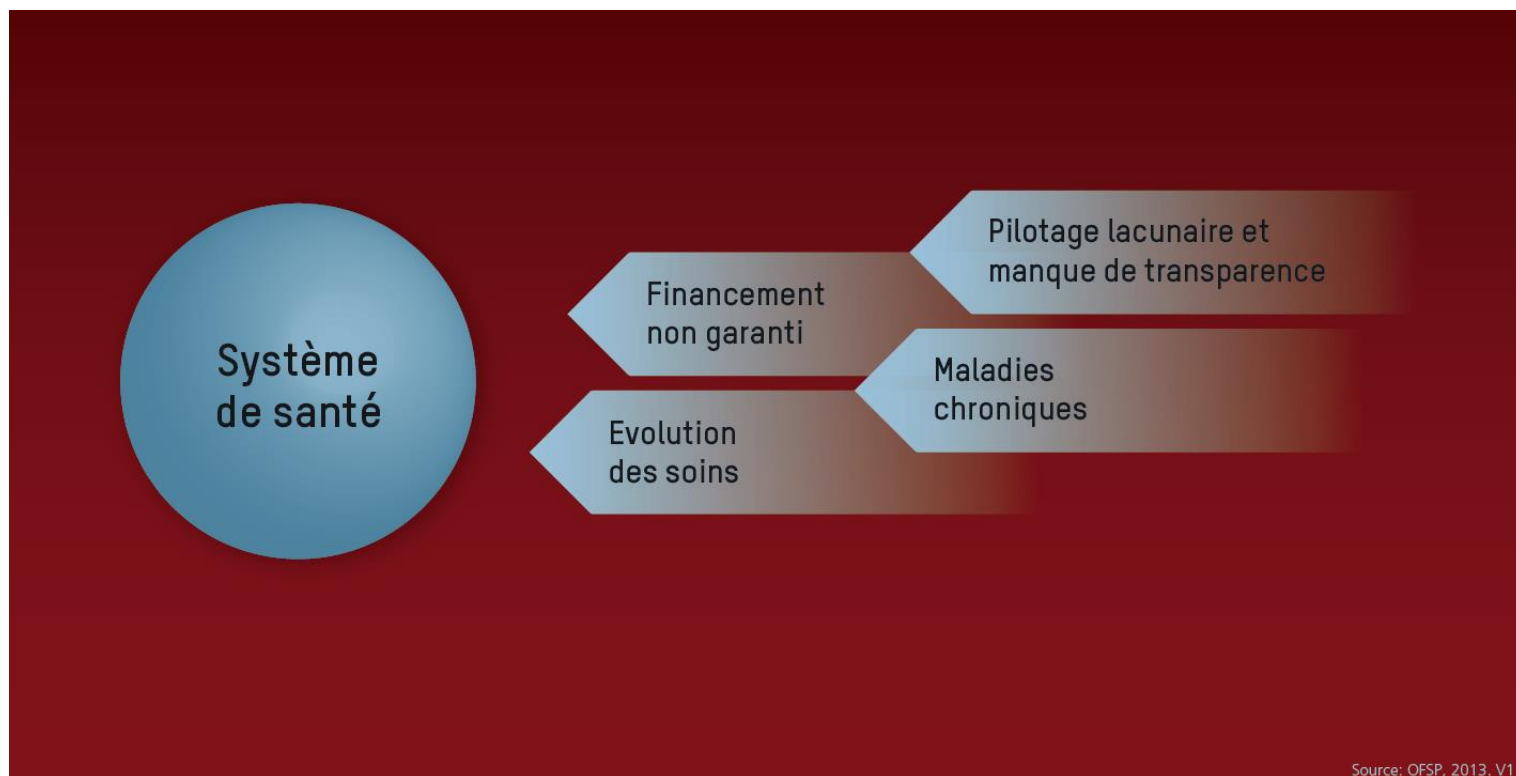 Système
de santé
Financement
non garanti
Pilotage lacunaire et
manque de transparence
Evolution
des soins
Maladies
chroniques
Source: OFSP, 2013, V1